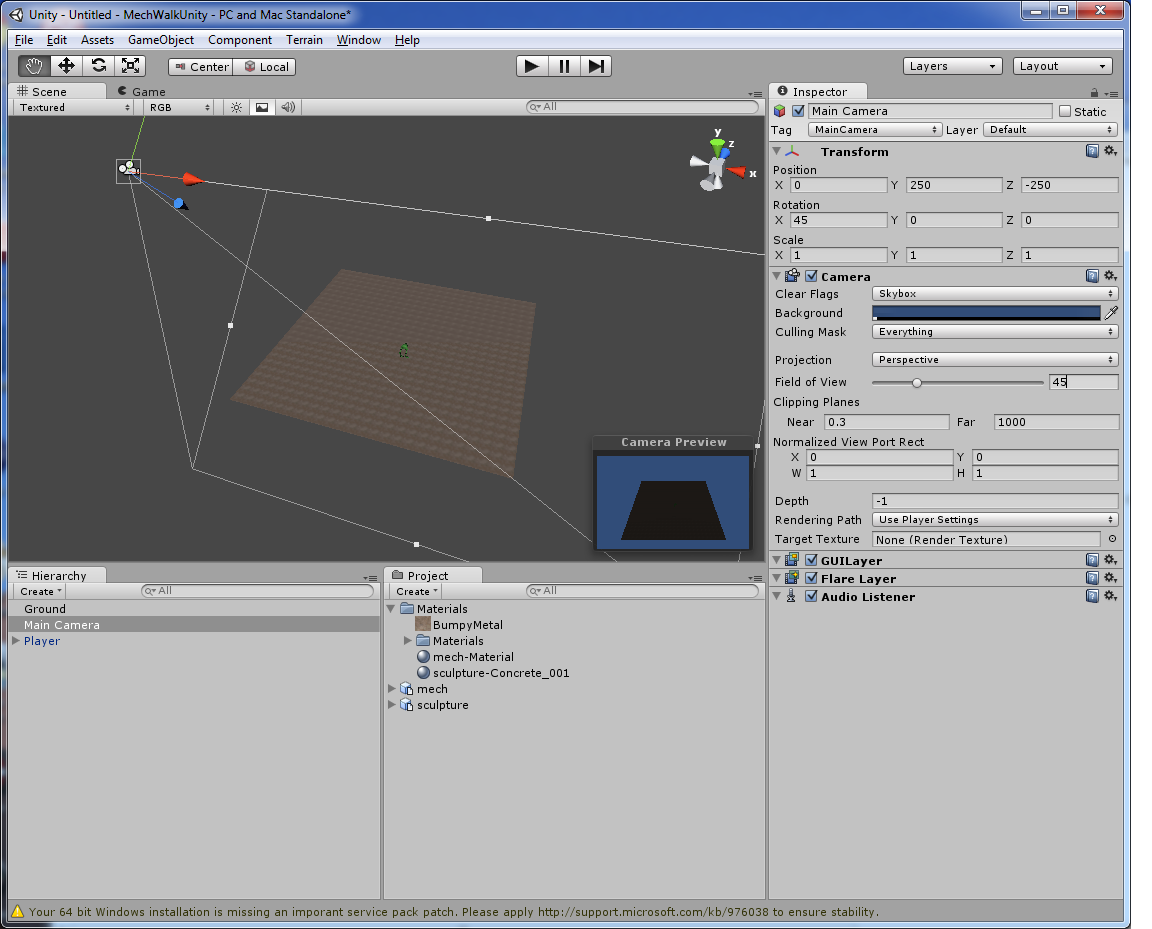 Unity - Untitled - MechWalkUnity - PC and Mac Standalone*
File Edit Assets GameObject Component Terrain Window Help
Center Local Layers Layout
Scene Game
Textured RGB All
y
z
x
Camera Preview
Inspector
Main Camera Static
Tag MainCamera Layer Default
Transform
Position
X 0 Y 250 Z -250
Rotation
X 45 Y 0 Z 0
Scale
X 1 Y 1 Z 1
Camera
Clear Flags Skybox
Background
Culling Mask Everything
Projection Perspective
Field of View 45
Clipping Planes
Near 0.3 Far 1000
Normalized View Port Rect
X 0 Y 0
W 1 H 1
Depth -1
Rendering Path Use Player Settings
Target Texture None (Render Texture)
GUILayer
Flare Layer
Audio Listener
Hierarchy
Create All
Ground
Main Camera
Player
Project
Create All
Materials
BumpyMetal
Materials
mech-Material
sculpture-Concrete_001
mech
sculpture
Your 64 bit Windows installation is missing an imporant service pack patch. Please apply http://support.microsoft.com/kb/976038 to ensure stability.